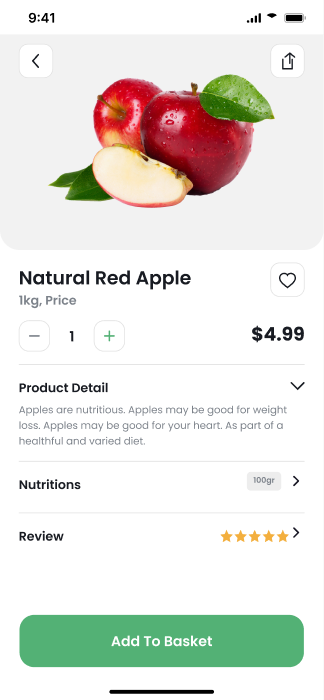 9:41
Natural Red Apple
1kg, Price
1
$4.99
Product Detail
Apples are nutritious. Apples may be good for weight
loss. Apples may be good for your heart. As part of a
healthful and varied diet.
Nutritions
100gr
Review
Add To Basket